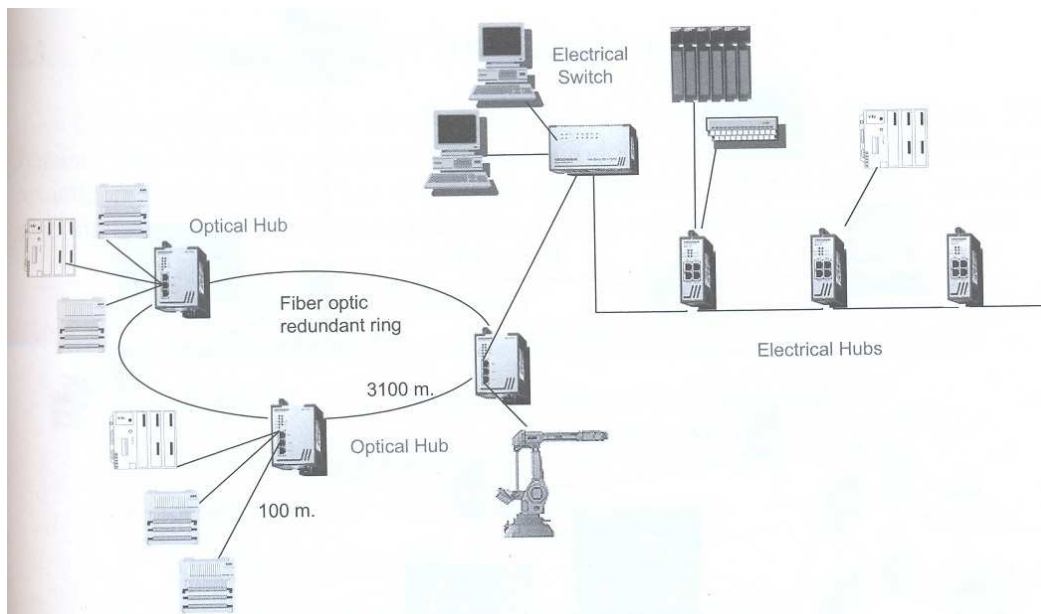 Electrical
Switch
Optical Hub
Fiber optic
redundant ring
3100 m.
Electrical Hubs
Optical Hub
100 m.